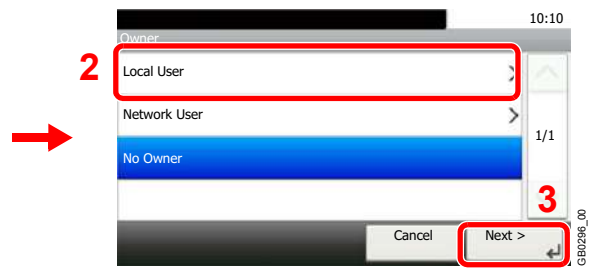 10:10
Owner
2
Local User
Network User
1/1
No Owner
3
Cancel
Next >
GB0296_00